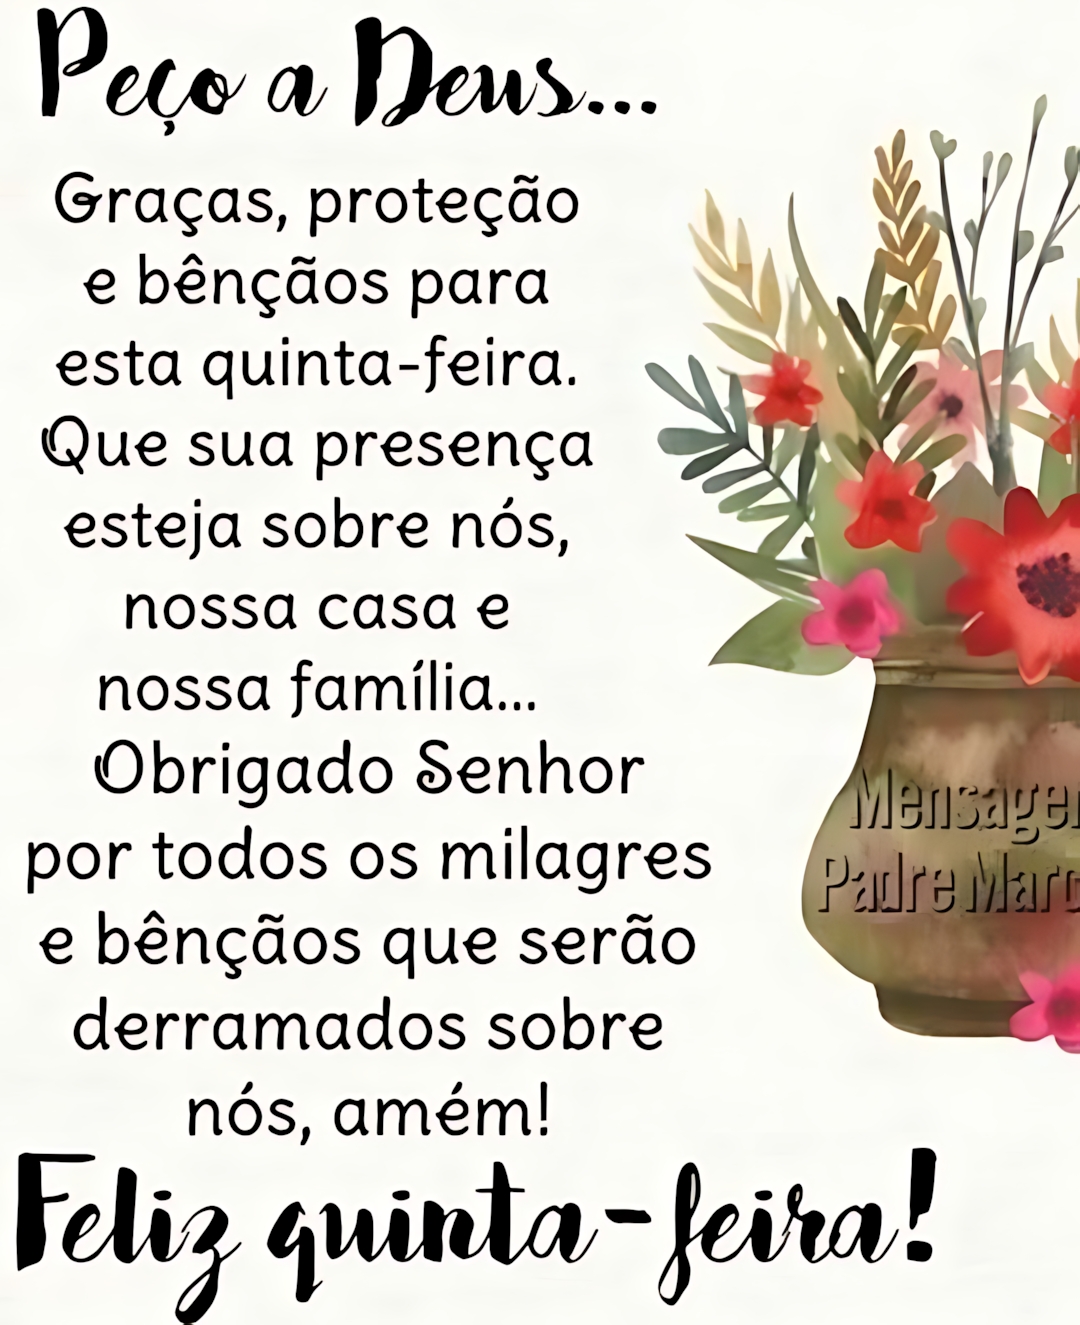 Peço a Deus...
Graças, proteção
e bênçãos para
esta quinta-feira.
Que sua presença
esteja sobre nós,
nossa casa e
nossa família...
Obrigado Senhor
por todos os milagres
e bênçãos que serão
derramados sobre
nós, amém!
Feliz quinta-feira!
Padre